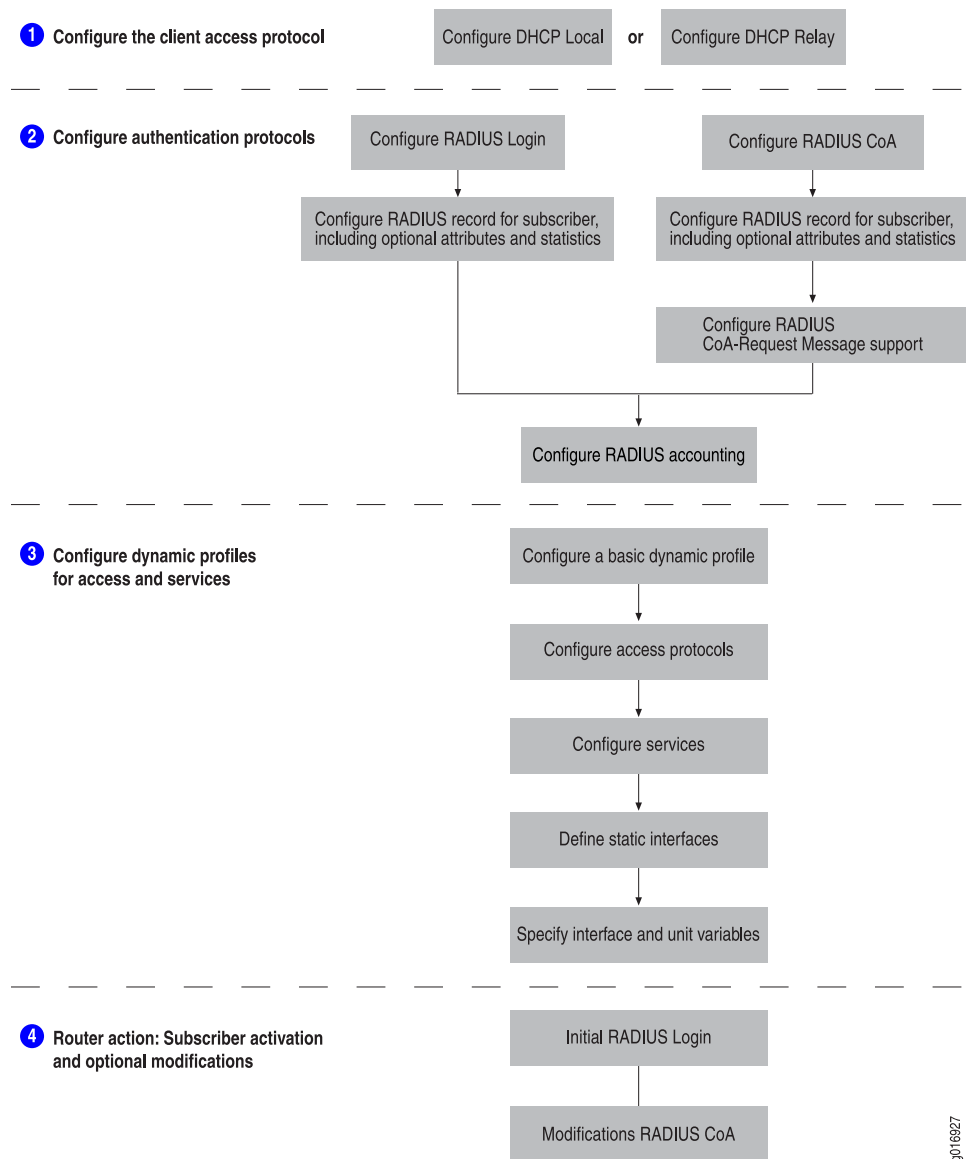 1 Configure the client access protocol
Configure DHCP Local or Configure DHCP Relay
2 Configure authentication protocols
Configure RADIUS Login
Configure RADIUS CoA
Configure RADIUS record for subscriber,
including optional attributes and statistics
Configure RADIUS record for subscriber,
including optional attributes and statistics
Configure RADIUS
CoA-Request Message support
Configure RADIUS accounting
3 Configure dynamic profiles
for access and services
Configure a basic dynamic profile
Configure access protocols
Configure services
Define static interfaces
Specify interface and unit variables
4 Router action: Subscriber activation
and optional modifications
Initial RADIUS Login
Modifications RADIUS CoA
g016927